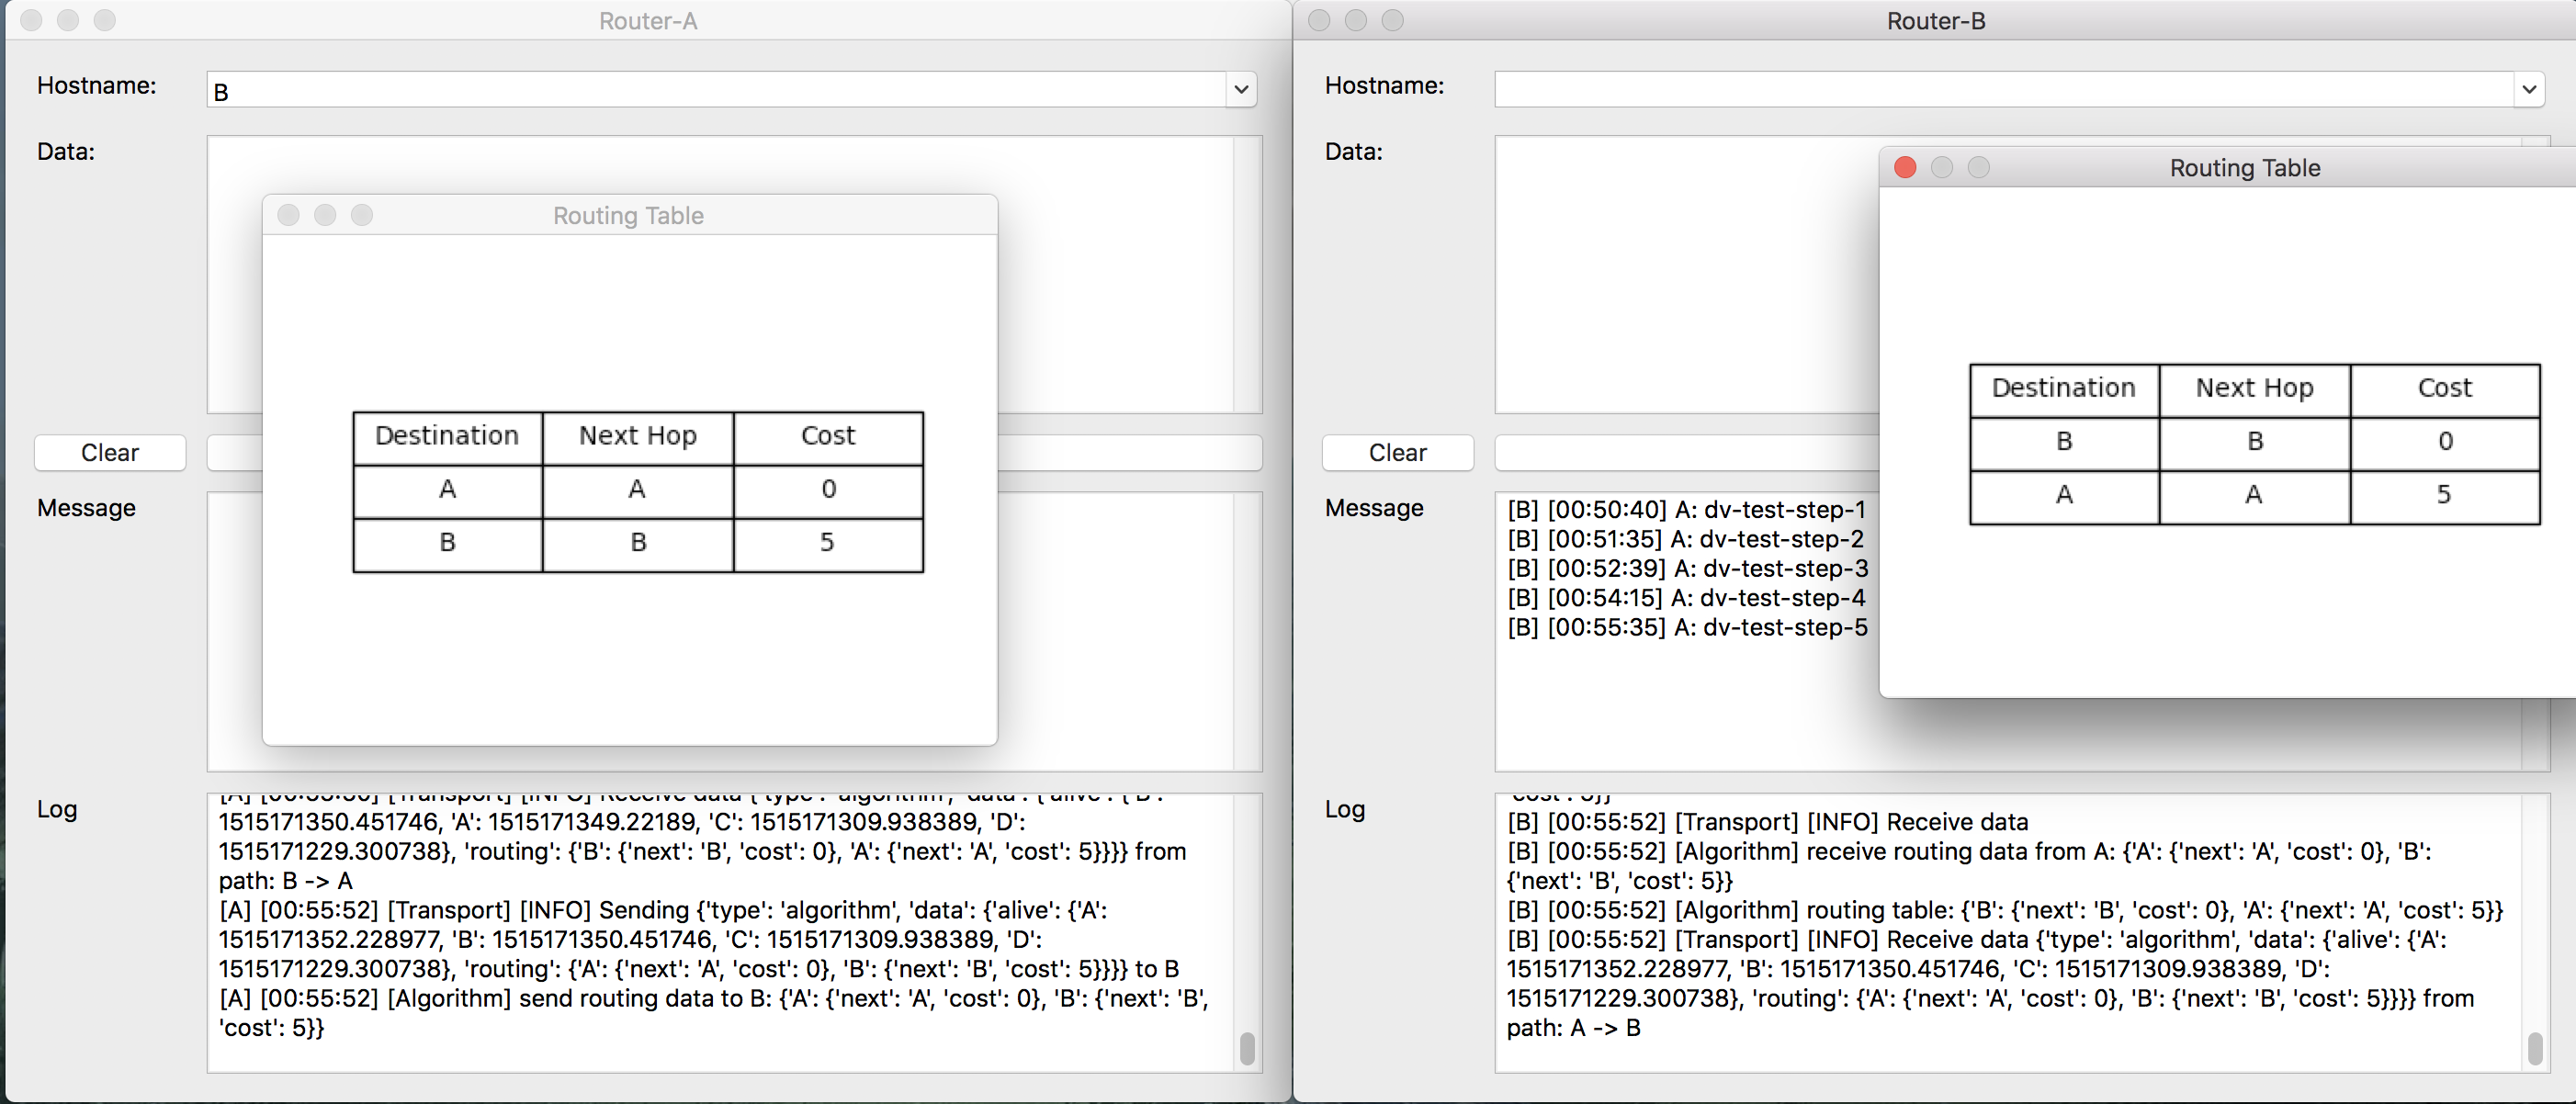 Router-A
Hostname:
B
Data:
Routing Table
Destination Next Hop Cost
A A 0
B B 5
Clear
Message
Log
1515171350.451746, 'A': 1515171349.22189, 'C': 1515171309.938389, 'D':
1515171229.300738}, 'routing': {'B': {'next': 'B', 'cost': 0}, 'A': {'next': 'A', 'cost': 5}}}} from
path: B -> A
[A] [00:55:52] [Transport] [INFO] Sending {'type': 'algorithm', 'data': {'alive': {'A':
1515171352.228977, 'B': 1515171350.451746, 'C': 1515171309.938389, 'D':
1515171229.300738}, 'routing': {'A': {'next': 'A', 'cost': 0}, 'B': {'next': 'B', 'cost': 5}}}} to B
[A] [00:55:52] [Algorithm] send routing data to B: {'A': {'next': 'A', 'cost': 0}, 'B': {'next': 'B',
'cost': 5}}
Router-B
Hostname:
Data:
Routing Table
Destination Next Hop Cost
B B 0
A A 5
Clear
Message
[B] [00:50:40] A: dv-test-step-1
[B] [00:51:35] A: dv-test-step-2
[B] [00:52:39] A: dv-test-step-3
[B] [00:54:15] A: dv-test-step-4
[B] [00:55:35] A: dv-test-step-5
Log
'cost': 5}}
[B] [00:55:52] [Transport] [INFO] Receive data
[B] [00:55:52] [Algorithm] receive routing data from A: {'A': {'next': 'A', 'cost': 0}, 'B':
{'next': 'B', 'cost': 5}}
[B] [00:55:52] [Algorithm] routing table: {'B': {'next': 'B', 'cost': 0}, 'A': {'next': 'A', 'cost': 5}}
[B] [00:55:52] [Transport] [INFO] Receive data {'type': 'algorithm', 'data': {'alive': {'A':
1515171352.228977, 'B': 1515171350.451746, 'C': 1515171309.938389, 'D':
1515171229.300738}, 'routing': {'A': {'next': 'A', 'cost': 0}, 'B': {'next': 'B', 'cost': 5}}}} from
path: A -> B